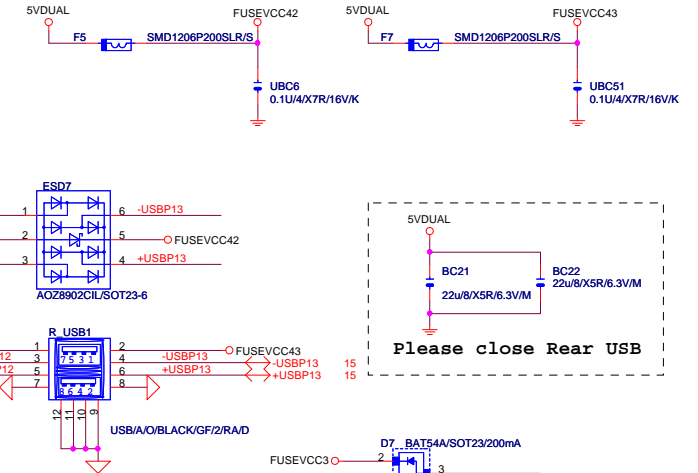 5VDUAL
FUSEVCC42
5VDUAL
FUSEVCC43
F5
SMD1206P200SLR/S
F7
SMD1206P200SLR/S
UBC6
0.1U/4/X7R/16V/K
UBC51
0.1U/4/X7R/16V/K
ESD7
1
6
-USBP13
2
5
FUSEVCC42
3
4
+USBP13
AOZ8902CIL/SOT23-6
5VDUAL
BC21
22u/8/X5R/6.3V/M
BC22
22u/8/X5R/6.3V/M
Please close Rear USB
R_USB1
1
2
FUSEVCC43
12
3
7 5 3 1
4
-USBP13
-USBP13
15
P12
5
6
+USBP13
+USBP13
15
7
8 6 4 2
8
12
11
10
9
USB/A/O/BLACK/GF/2/RA/D
D7
BAT54A/SOT23/200mA
FUSEVCC3
2
3